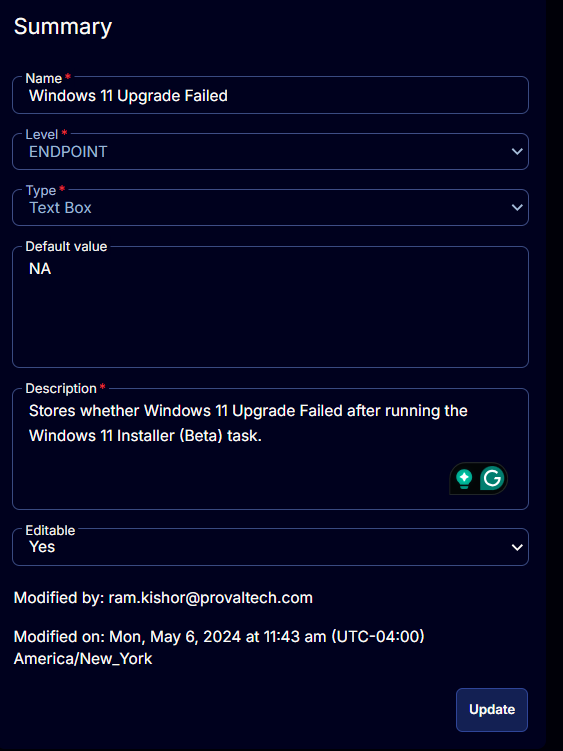 Summary
Name *
Windows 11 Upgrade Failed
Level *
ENDPOINT
Type *
Text Box
Default value
NA
Description *
Stores whether Windows 11 Upgrade Failed after running the
Windows 11 Installer (Beta) task.
G
Editable
Yes
Modified by: ram.kishor@provaltech.com
Modified on: Mon, May 6, 2024 at 11:43 am (UTC-04:00)
America/New_York
Update